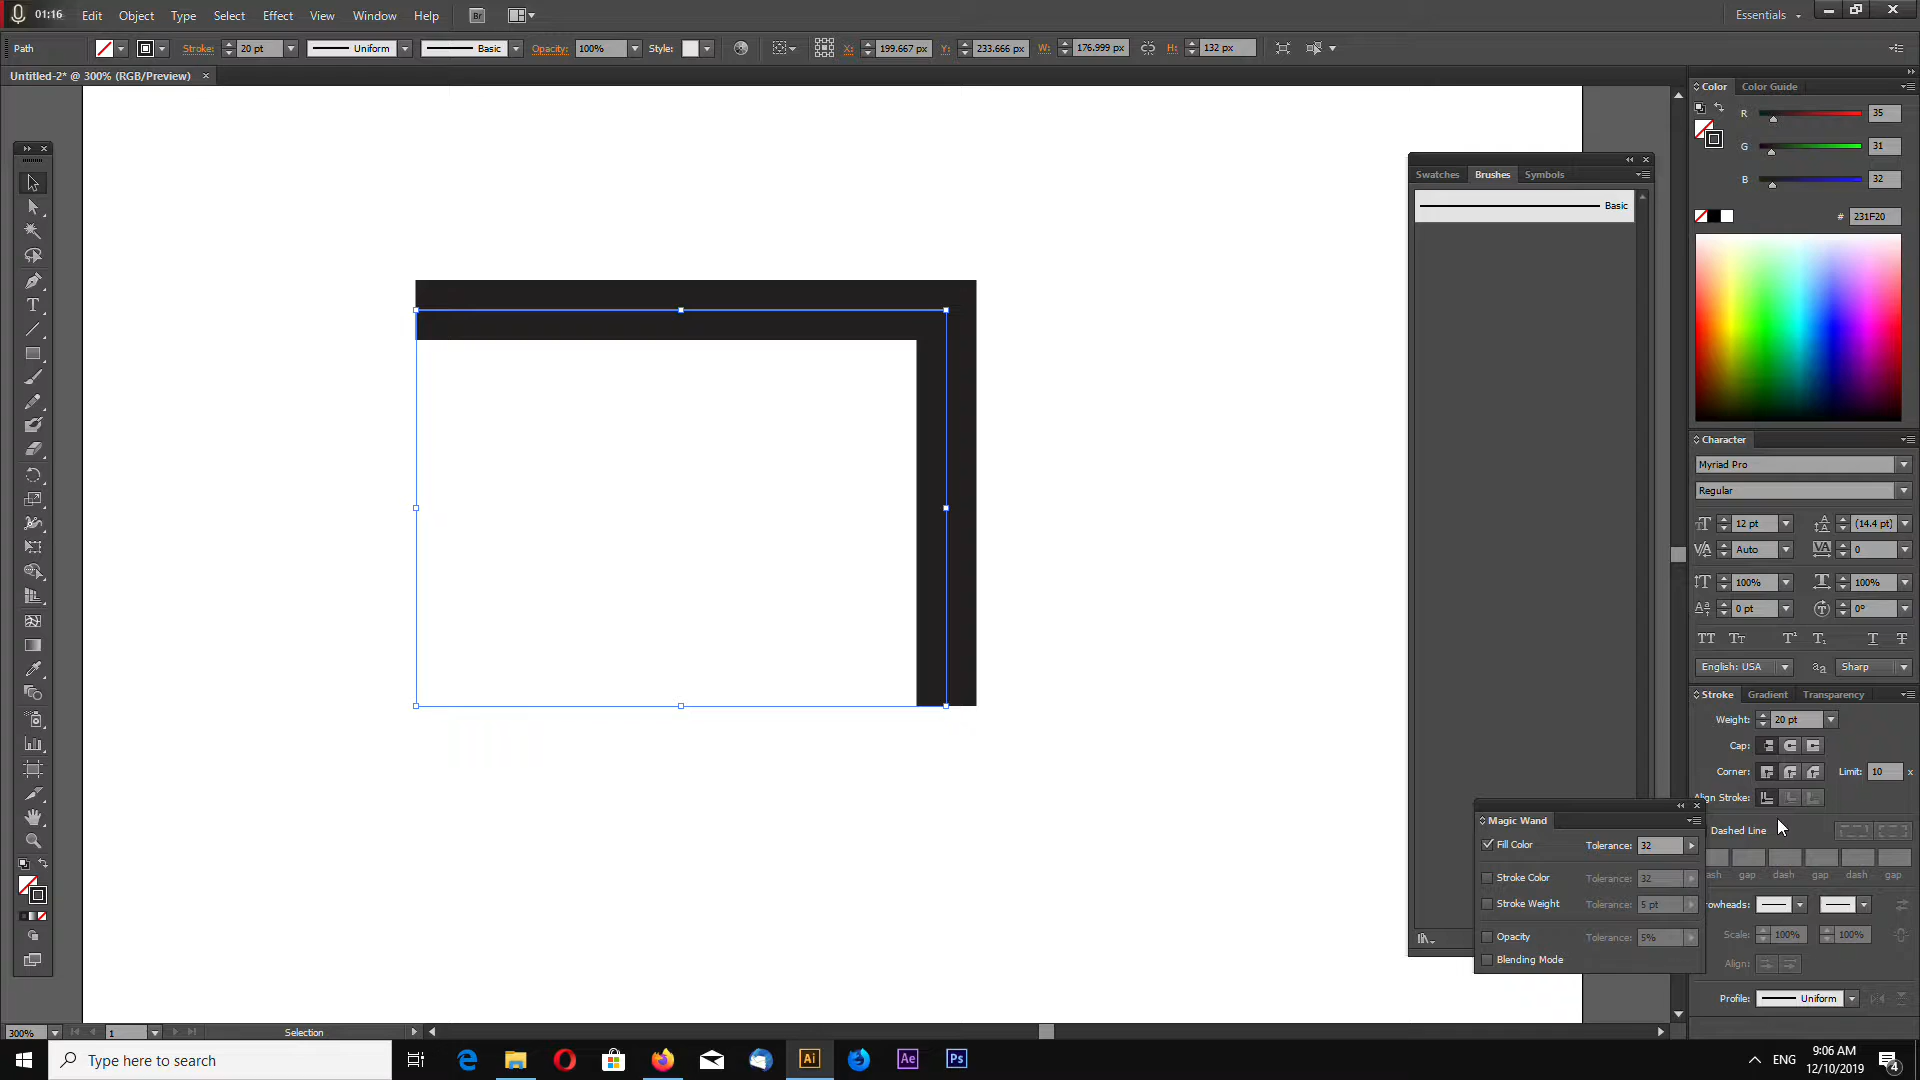 01:16 Edit Object Type Select Effect View Window Help Br Essentials
Path Stroke: 20 pt Uniform Basic Opacity: 100% Style: X: 199.667 px Y: 233.666 px W: 176.999 px H: 132 px
Untitled-2* @ 300% (RGB/Preview) ×
Color Color Guide
R 35
G 31
B 32
# 231F20
Swatches Brushes Symbols
Basic
Character
Myriad Pro
Regular
12 pt (14.4 pt)
Auto 0
100% 100%
0 pt 0°
English: USA Sharp
Stroke Gradient Transparency
Weight: 20 pt
Cap:
Corner: Limit: 10 x
Align Stroke:
Dashed Line
gap dash gap dash gap
Scale: 100% 100%
Align:
Profile: Uniform
Magic Wand
Fill Color Tolerance: 32
Stroke Color Tolerance: 32
Stroke Weight Tolerance: 5 pt
Opacity Tolerance: 5%
Blending Mode
300% 1 Selection
Type here to search
Ai Ae Ps
ENG 9:06 AM
12/10/2019 4